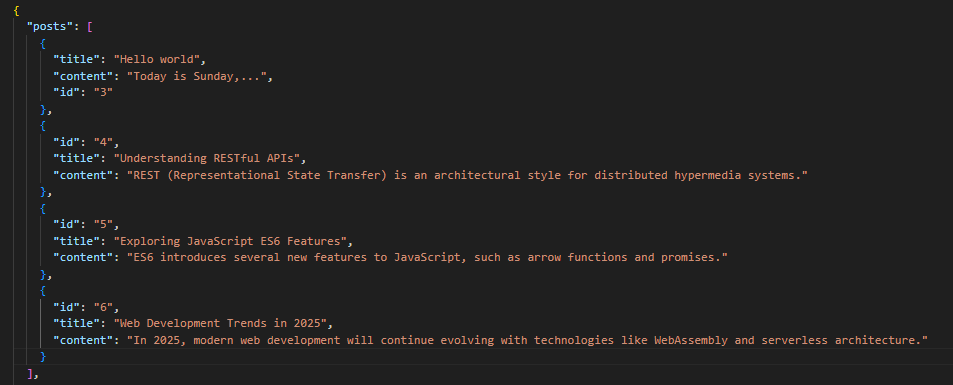 {
"posts": [
{
"title": "Hello world",
"content": "Today is Sunday,...",
"id": "3"
},
{
"id": "4",
"title": "Understanding RESTful APIs",
"content": "REST (Representational State Transfer) is an architectural style for distributed hypermedia systems."
},
{
"id": "5",
"title": "Exploring JavaScript ES6 Features",
"content": "ES6 introduces several new features to JavaScript, such as arrow functions and promises."
},
{
"id": "6",
"title": "Web Development Trends in 2025",
"content": "In 2025, modern web development will continue evolving with technologies like WebAssembly and serverless architecture."
}
],